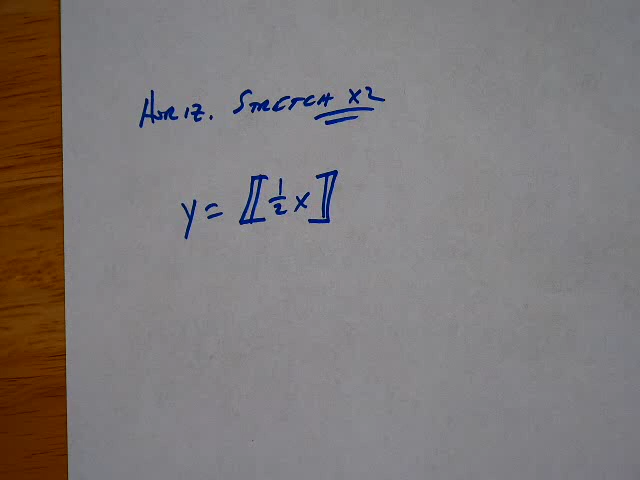 HORIZ. STRETCH X2
y = ⟦½x⟧